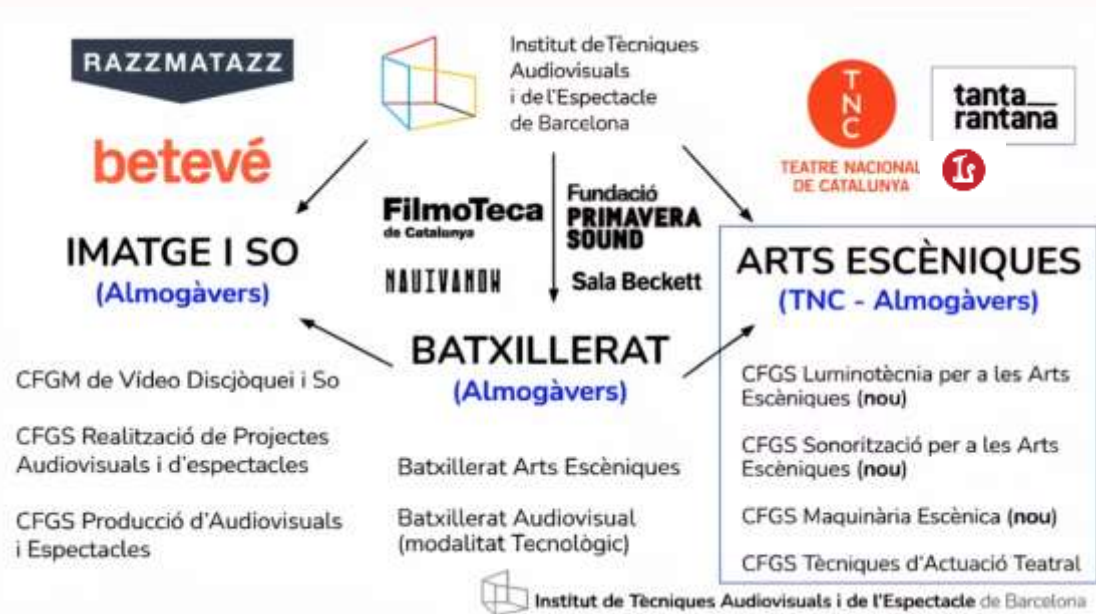 RAZZMATAZZ
betevé
Institut de Tècniques
Audiovisuals
i de l'Espectacle
de Barcelona
TNC
TEATRE NACIONAL
DE CATALUNYA
tanta__
rantana
FilmoTeca
de Catalunya
NAUIVANOW
Fundació
PRIMAVERA
SOUND
Sala Beckett
IMATGE I SO
(Almogàvers)
CFGM de Vídeo Discjòquei i So
CFGS Realització de Projectes
Audiovisuals i d'espectacles
CFGS Producció d'Audiovisuals
i Espectacles
BATXILLERAT
(Almogàvers)
Batxillerat Arts Escèniques
Batxillerat Audiovisual
(modalitat Tecnològic)
ARTS ESCÈNIQUES
(TNC - Almogàvers)
CFGS Luminotècnia per a les Arts
Escèniques (nou)
CFGS Sonorització per a les Arts
Escèniques (nou)
CFGS Maquinària Escènica (nou)
CFGS Tècniques d'Actuació Teatral
Institut de Tècniques Audiovisuals i de l'Espectacle de Barcelona